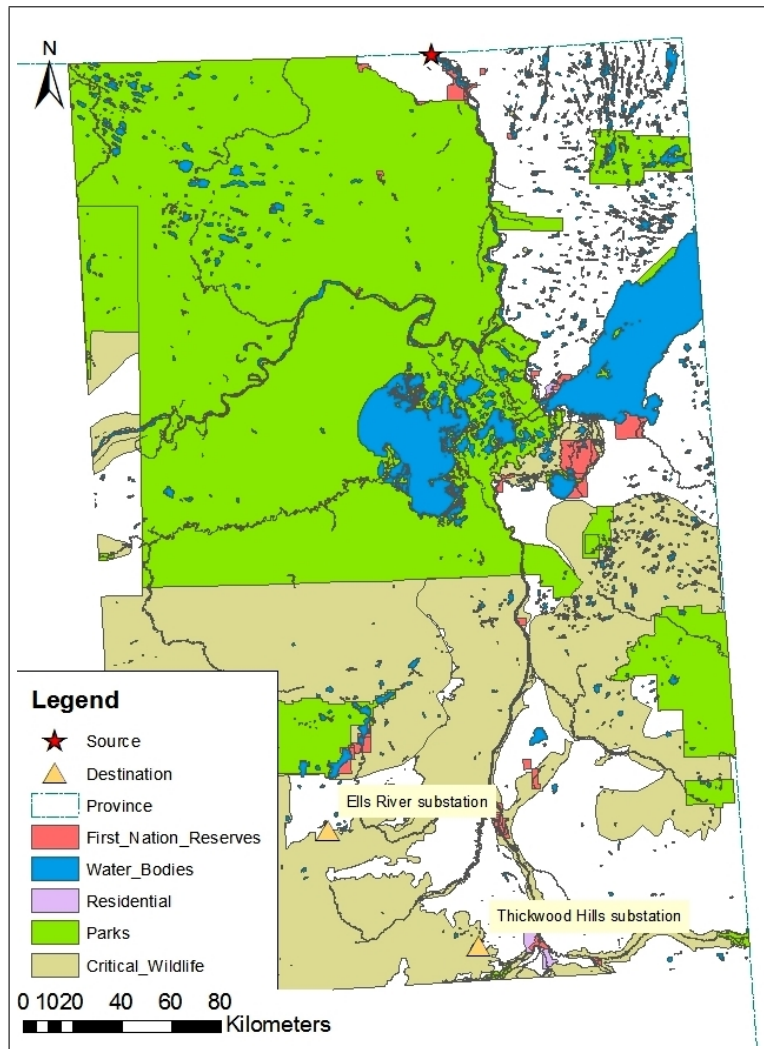 N
Ells River substation
Thickwood Hills substation
Legend
Source
Destination
Province
First_Nation_Reserves
Water_Bodies
Residential
Parks
Critical_Wildlife
0 1020 40 60 80
Kilometers